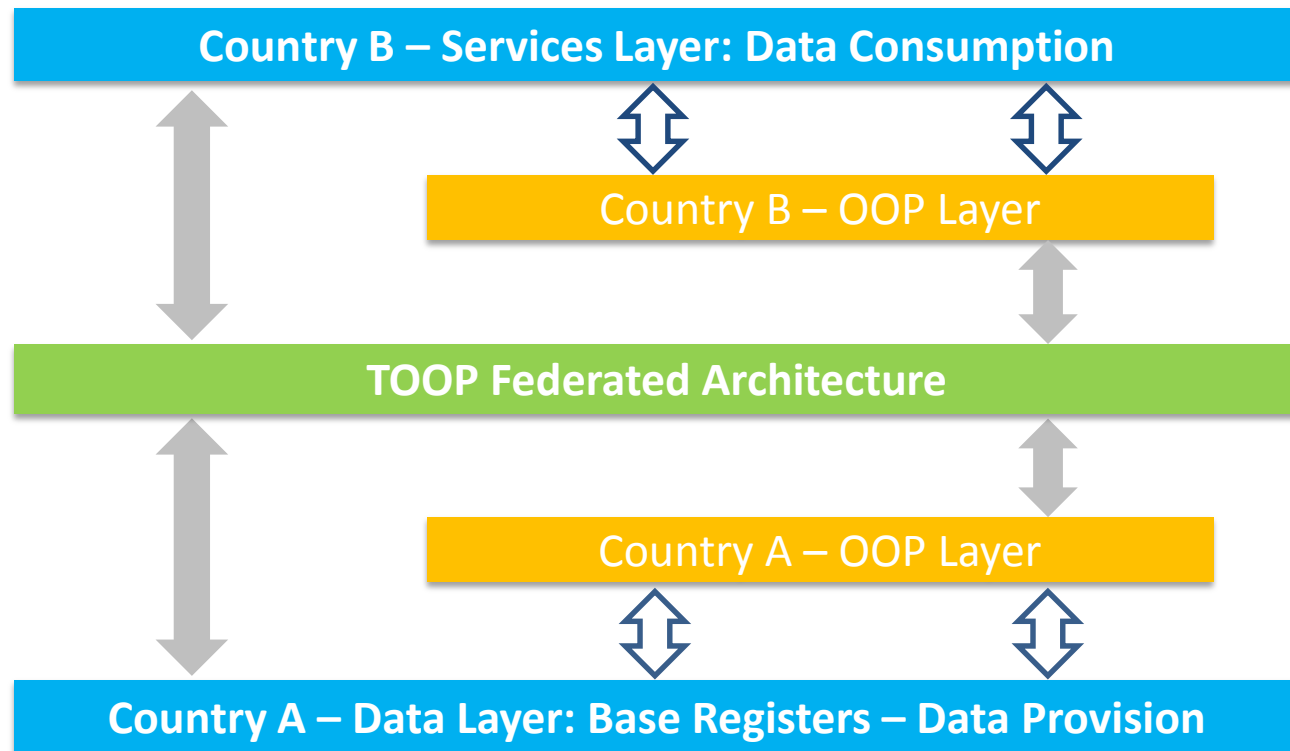 Country B – Services Layer: Data Consumption
Country B – OOP Layer
TOOP Federated Architecture
Country A – OOP Layer
Country A – Data Layer: Base Registers – Data Provision